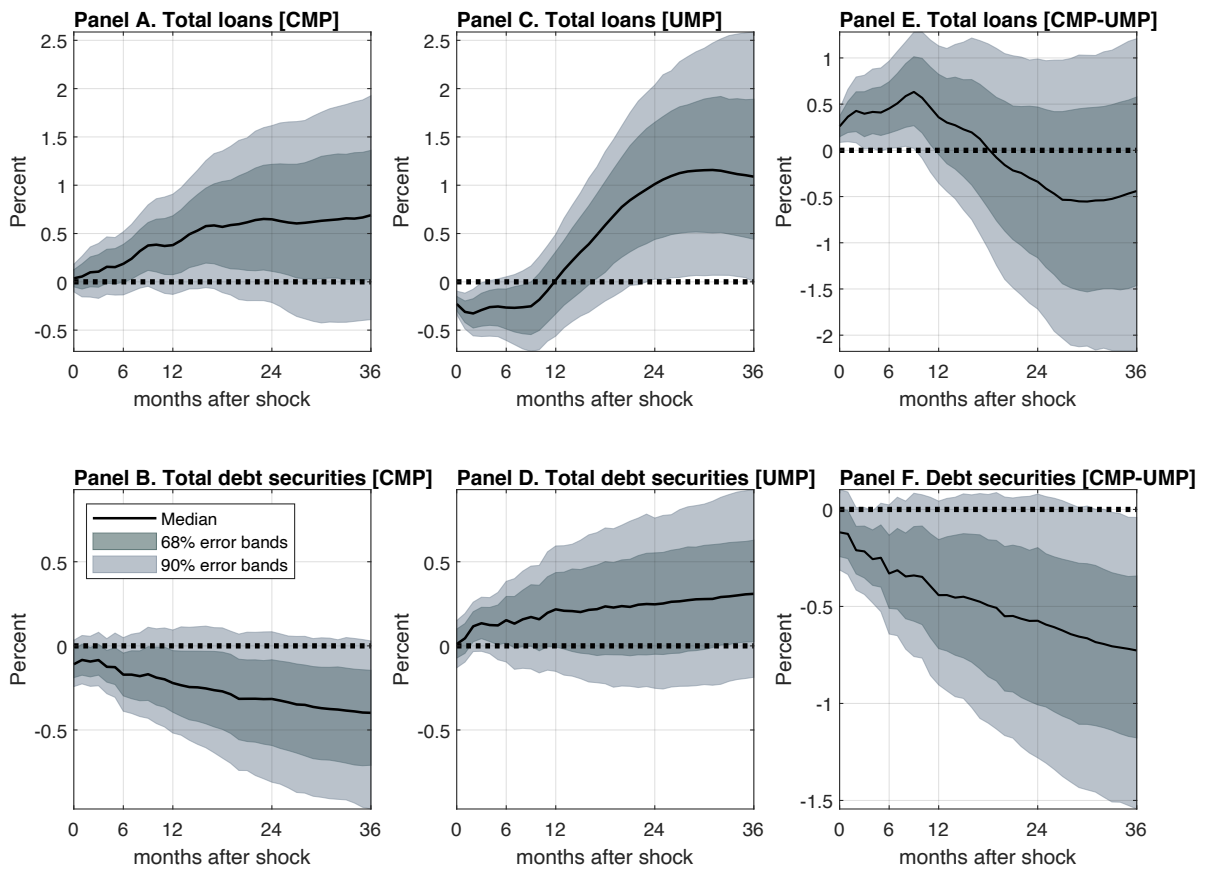 Panel A. Total loans [CMP]
2.5
2
1.5
1
0.5
0
-0.5
Percent
0 6 12 24 36
months after shock
Panel C. Total loans [UMP]
2.5
2
1.5
1
0.5
0
-0.5
Percent
0 6 12 24 36
months after shock
Panel E. Total loans [CMP-UMP]
1
0.5
0
-0.5
-1
-1.5
-2
Percent
0 6 12 24 36
months after shock
Panel B. Total debt securities [CMP]
Median
68% error bands
90% error bands
0.5
0
-0.5
Percent
0 6 12 24 36
months after shock
Panel D. Total debt securities [UMP]
0.5
0
-0.5
Percent
0 6 12 24 36
months after shock
Panel F. Debt securities [CMP-UMP]
0
-0.5
-1
-1.5
Percent
0 6 12 24 36
months after shock